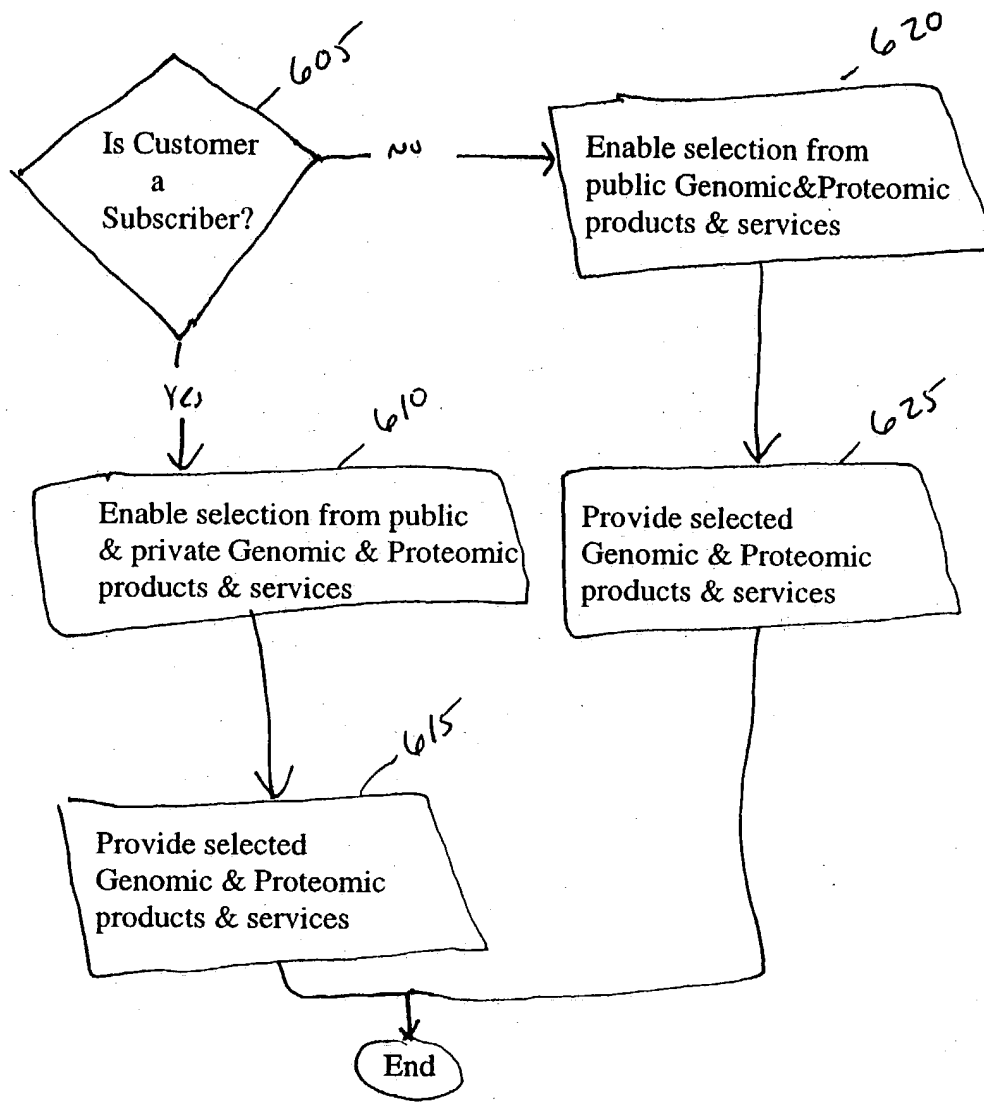 605
Is Customer
a
Subscriber?
NO
620
Enable selection from
public Genomic&Proteomic
products & services
Yes
610
Enable selection from public
& private Genomic & Proteomic
products & services
625
Provide selected
Genomic & Proteomic
products & services
615
Provide selected
Genomic & Proteomic
products & services
End